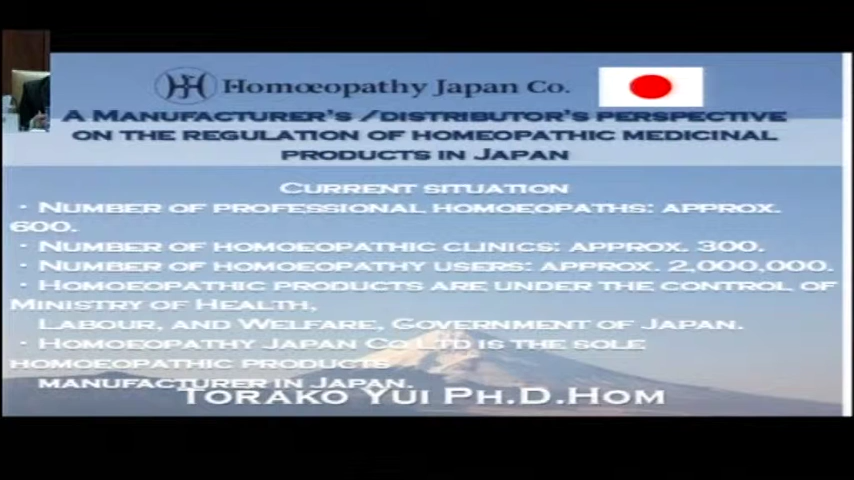 Homœopathy Japan Co.
A Manufacturer's /distributor's perspective
on the regulation of homeopathic medicinal
products in Japan
Current situation
・Number of professional homoeopaths: approx.
600.
・Number of homoeopathic clinics: approx. 300.
・Number of homoeopathy users: approx. 2,000,000.
・Homoeopathic products are under the control of
Ministry of Health,
Labour, and Welfare, Government of Japan.
・Homoeopathy Japan Co Ltd is the sole
homoeopathic products
manufacturer in Japan.
Torako Yui Ph.D.Hom